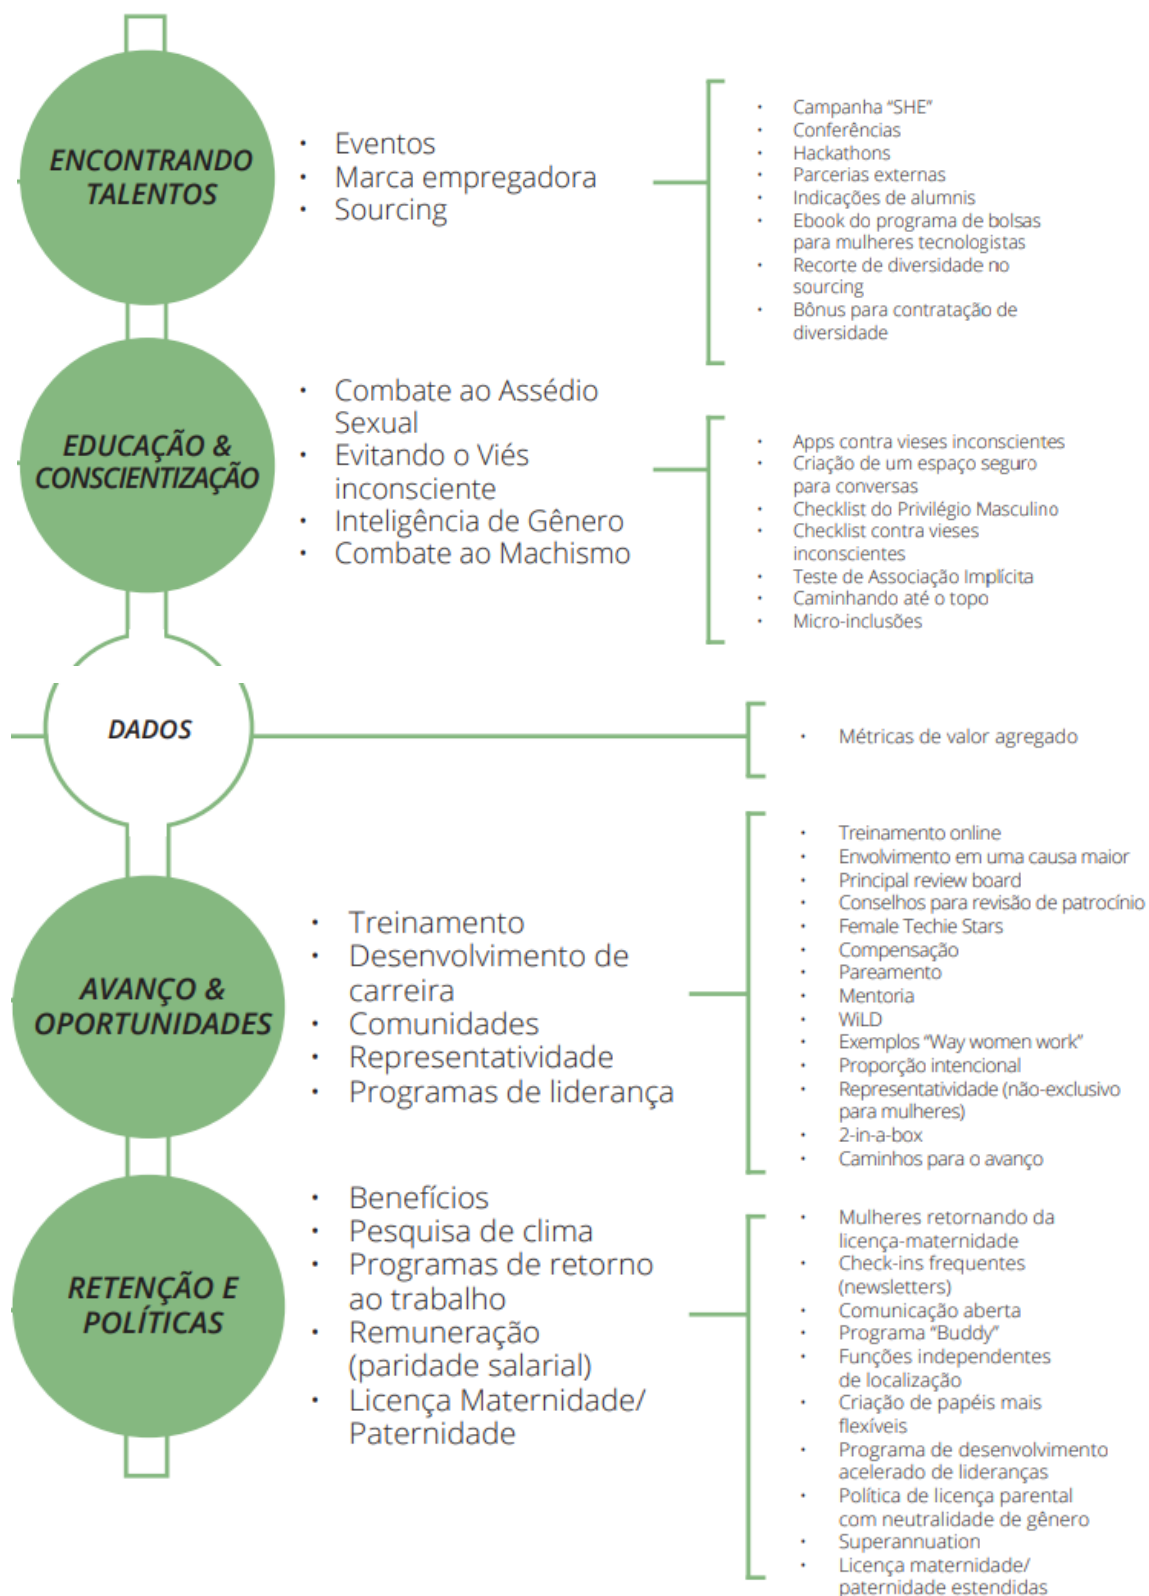 ENCONTRANDO
TALENTOS
• Eventos
• Marca empregadora
• Sourcing
• Campanha “SHE”
• Conferências
• Hackathons
• Parcerias externas
• Indicações de alumnis
• Ebook do programa de bolsas
para mulheres tecnologistas
• Recorte de diversidade no
sourcing
• Bônus para contratação de
diversidade
EDUCAÇÃO &
CONSCIENTIZAÇÃO
• Combate ao Assédio
Sexual
• Evitando o Viés
inconsciente
• Inteligência de Gênero
• Combate ao Machismo
• Apps contra vieses inconscientes
• Criação de um espaço seguro
para conversas
• Checklist do Privilégio Masculino
• Checklist contra vieses
inconscientes
• Teste de Associação Implícita
• Caminhando até o topo
• Micro-inclusões
DADOS
• Métricas de valor agregado
AVANÇO &
OPORTUNIDADES
• Treinamento
• Desenvolvimento de
carreira
• Comunidades
• Representatividade
• Programas de liderança
• Treinamento online
• Envolvimento em uma causa maior
• Principal review board
• Conselhos para revisão de patrocínio
• Female Techie Stars
• Compensação
• Pareamento
• Mentoria
• WiLD
• Exemplos “Way women work”
• Proporção intencional
• Representatividade (não-exclusivo
para mulheres)
• 2-in-a-box
• Caminhos para o avanço
RETENÇÃO E
POLÍTICAS
• Benefícios
• Pesquisa de clima
• Programas de retorno
ao trabalho
• Remuneração
(paridade salarial)
• Licença Maternidade/
Paternidade
• Mulheres retornando da
licença-maternidade
• Check-ins frequentes
(newsletters)
• Comunicação aberta
• Programa “Buddy”
• Funções independentes
de localização
• Criação de papéis mais
flexíveis
• Programa de desenvolvimento
acelerado de lideranças
• Política de licença parental
com neutralidade de gênero
• Superannuation
• Licença maternidade/
paternidade estendidas